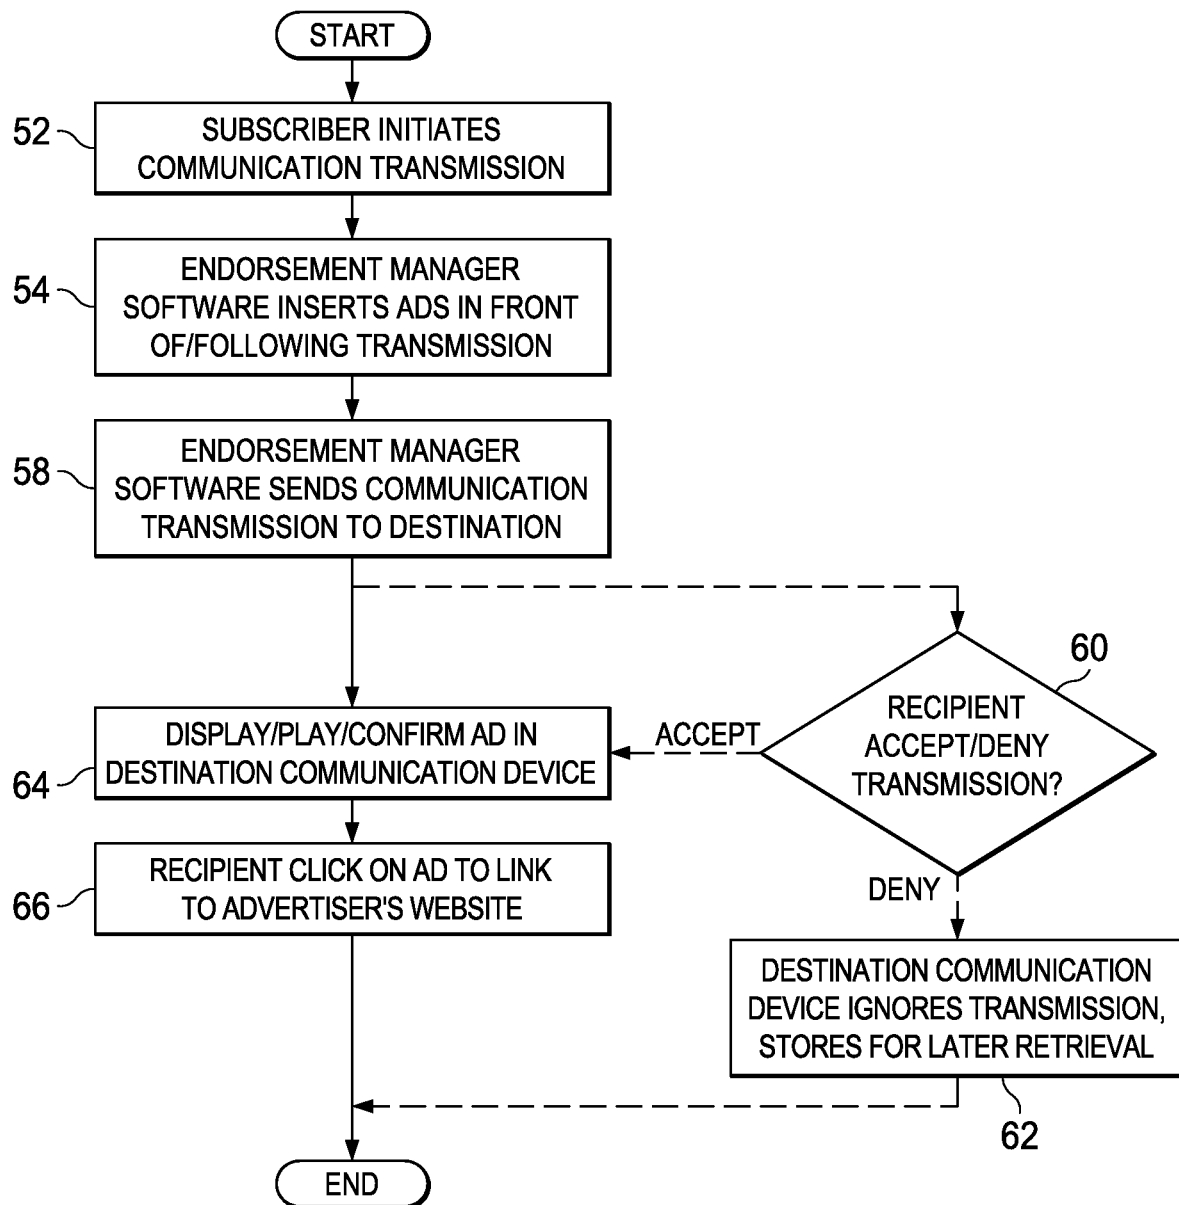 START
52
SUBSCRIBER INITIATES
COMMUNICATION TRANSMISSION
54
ENDORSEMENT MANAGER
SOFTWARE INSERTS ADS IN FRONT
OF/FOLLOWING TRANSMISSION
58
ENDORSEMENT MANAGER
SOFTWARE SENDS COMMUNICATION
TRANSMISSION TO DESTINATION
60
RECIPIENT
ACCEPT/DENY
TRANSMISSION?
ACCEPT
64
DISPLAY/PLAY/CONFIRM AD IN
DESTINATION COMMUNICATION DEVICE
66
RECIPIENT CLICK ON AD TO LINK
TO ADVERTISER'S WEBSITE
DENY
DESTINATION COMMUNICATION
DEVICE IGNORES TRANSMISSION,
STORES FOR LATER RETRIEVAL
62
END